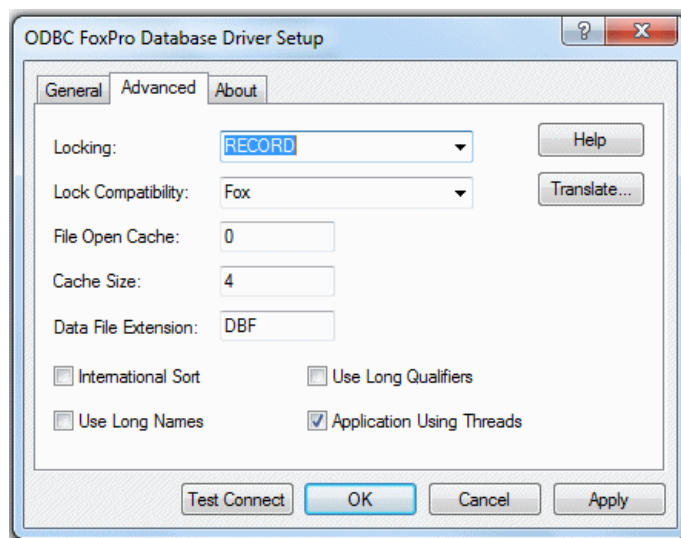 ODBC FoxPro Database Driver Setup
General Advanced About
Locking: RECORD Help
Lock Compatibility: Fox Translate...
File Open Cache: 0
Cache Size: 4
Data File Extension: DBF
International Sort Use Long Qualifiers
Use Long Names Application Using Threads
Test Connect OK Cancel Apply